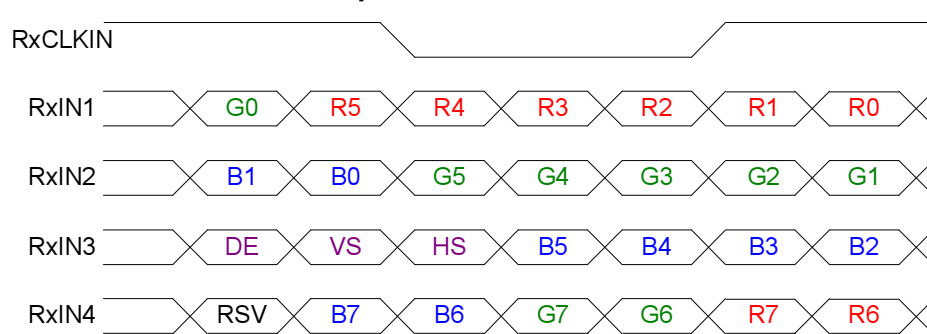 RxCLKIN
RxIN1 G0 R5 R4 R3 R2 R1 R0
RxIN2 B1 B0 G5 G4 G3 G2 G1
RxIN3 DE VS HS B5 B4 B3 B2
RxIN4 RSV B7 B6 G7 G6 R7 R6